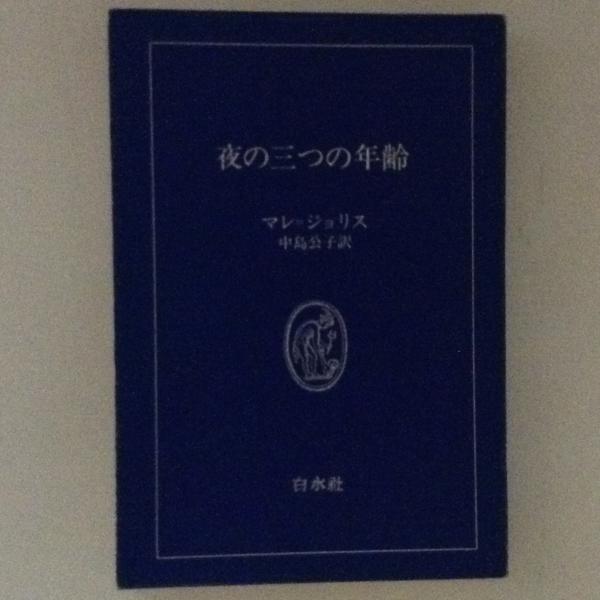 夜の三つの年齢
マレ=ジョリス
中島公子訳
白水社